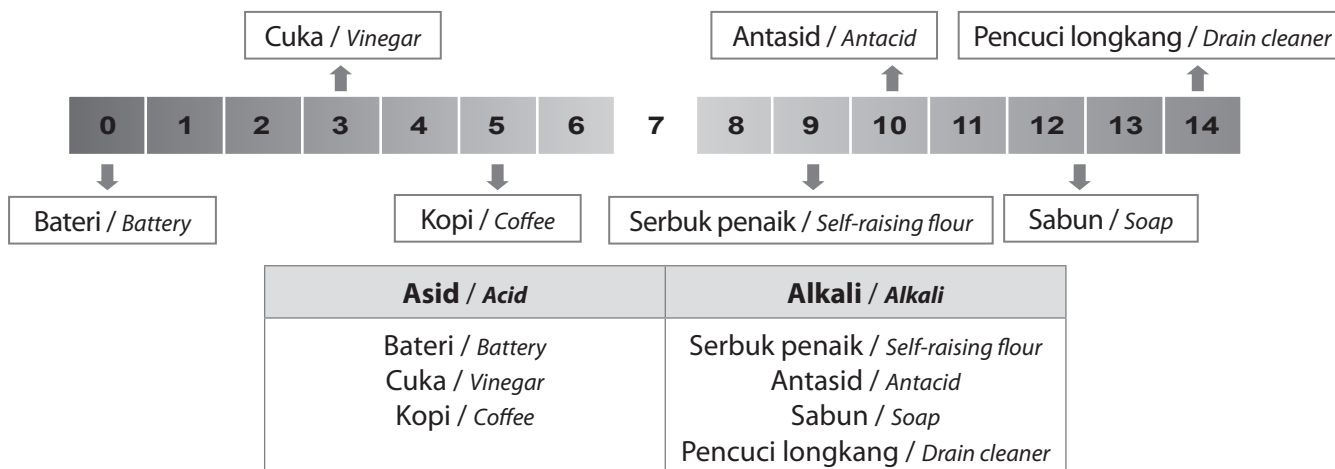 Cuka / Vinegar
Antasid / Antacid
Pencuci longkang / Drain cleaner
0 1 2 3 4 5 6 7 8 9 10 11 12 13 14
Bateri / Battery
Kopi / Coffee
Serbuk penaik / Self-raising flour
Sabun / Soap
Asid / Acid
Alkali / Alkali
Bateri / Battery
Cuka / Vinegar
Kopi / Coffee
Serbuk penaik / Self-raising flour
Antasid / Antacid
Sabun / Soap
Pencuci longkang / Drain cleaner